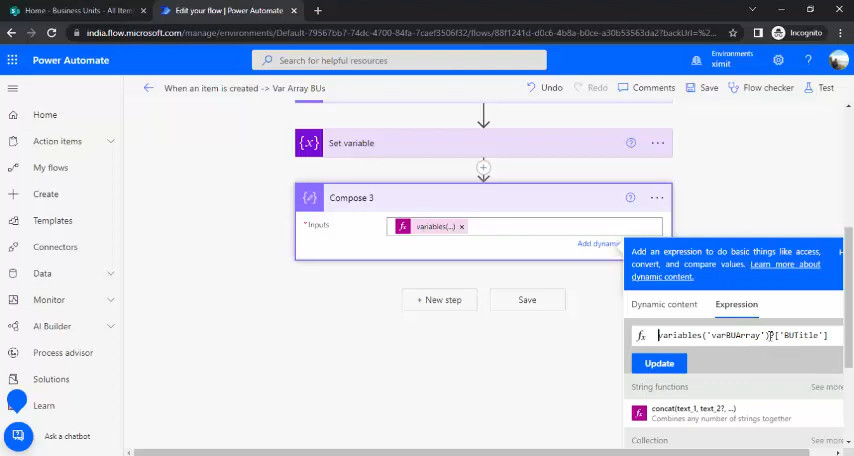 Home - Business Units - All Item
Edit your flow | Power Automate
india.flow.microsoft.com/manage/environments/Default-79567bb7-74dc-4700-84fa-7caef3506f32/flows/88f1241d-d0c6-4b8a-b0ce-a30b53563da2?backUrl=%2...
Incognito
Power Automate
Search for helpful resources
Environments
ximit
When an item is created -> Var Array BUs
Undo
Redo
Comments
Save
Flow checker
Test
Home
Action items
My flows
Create
Templates
Connectors
Data
Monitor
AI Builder
Process advisor
Solutions
Learn
Ask a chatbot
{x} Set variable
Compose 3
* Inputs
fx variables(...) x
Add dynamic
+ New step
Save
Add an expression to do basic things like access,
convert, and compare values. Learn more about
dynamic content.
H
Dynamic content
Expression
fx variables('varBUArray')?['BUTitle']
Update
String functions
See more
fx concat(text_1, text_2?, ...)
Combines any number of strings together
Collection
See more